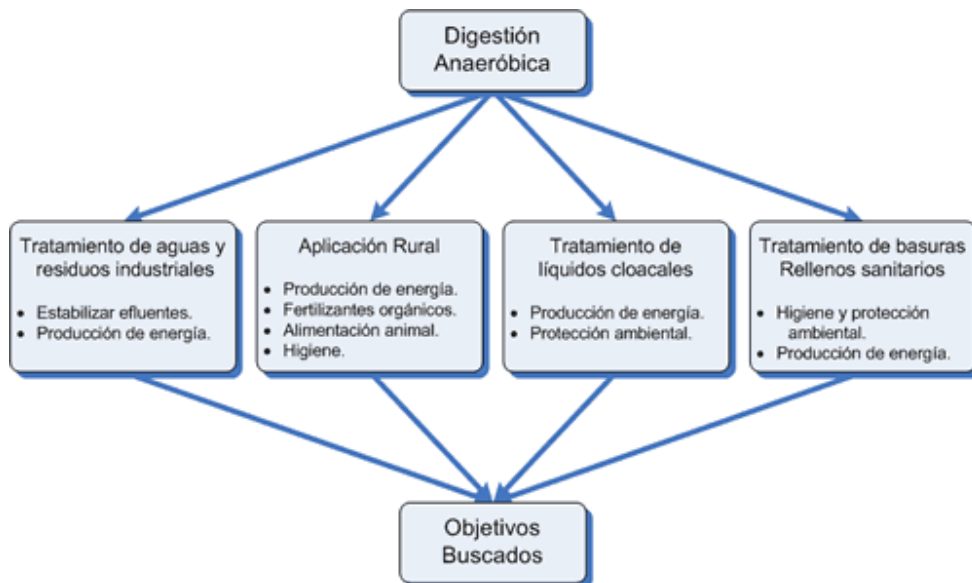 Digestión
Anaeróbica
Tratamiento de aguas y
residuos industriales
• Estabilizar efluentes.
• Producción de energía.
Aplicación Rural
• Producción de energía.
• Fertilizantes orgánicos.
• Alimentación animal.
• Higiene.
Tratamiento de
líquidos cloacales
• Producción de energía.
• Protección ambiental.
Tratamiento de basuras
Rellenos sanitarios
• Higiene y protección
ambiental.
• Producción de energía.
Objetivos
Buscados